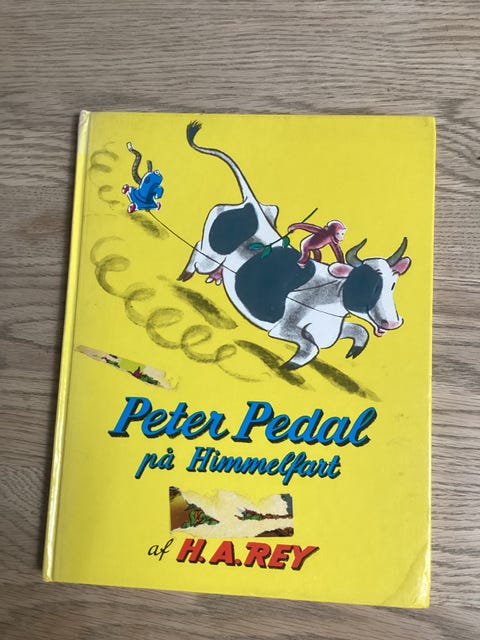 Peter Pedal
på Himmelfart
af H.A.REY